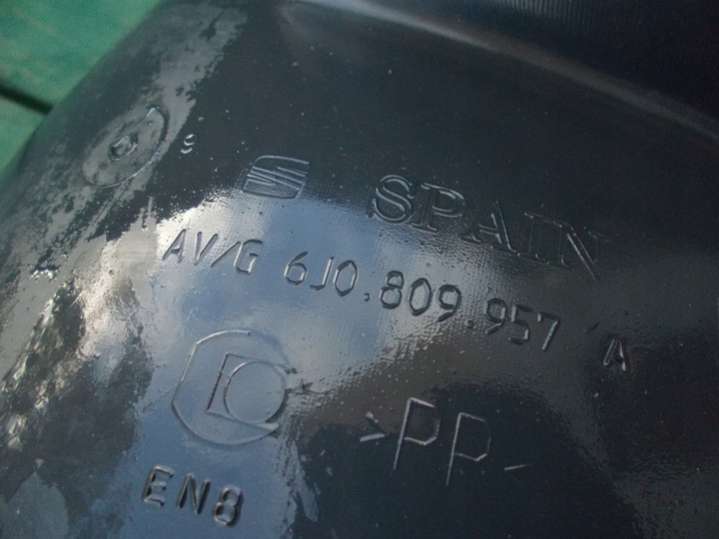 S SPAIN
AV/G 6J0.809.957 A
>PP<
EN8